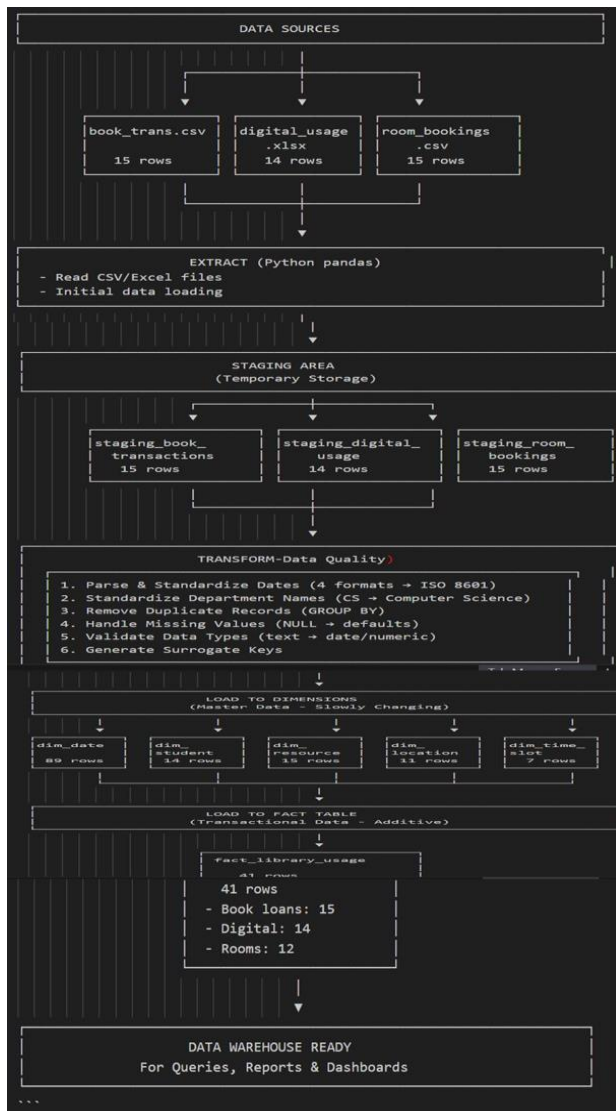 DATA SOURCES
book_trans.csv digital_usage room_bookings
.xlsx .csv
15 rows 14 rows 15 rows
EXTRACT (Python pandas)
- Read CSV/Excel files
- Initial data loading
STAGING AREA
(Temporary Storage)
staging_book_ staging_digital_ staging_room_
transactions usage bookings
15 rows 14 rows 15 rows
TRANSFORM-Data Quality)
1. Parse & Standardize Dates (4 formats → ISO 8601)
2. Standardize Department Names (CS → Computer Science)
3. Remove Duplicate Records (GROUP BY)
4. Handle Missing Values (NULL → defaults)
5. Validate Data Types (text → date/numeric)
6. Generate Surrogate Keys
LOAD TO DIMENSIONS
(Master Data - Slowly Changing)
dim_date dim_ dim_ dim_ dim_time_
student resource location slot
89 rows 14 rows 15 rows 11 rows 7 rows
LOAD TO FACT TABLE
(Transactional Data - Additive)
fact_library_usage
41 rows
41 rows
- Book loans: 15
- Digital: 14
- Rooms: 12
DATA WAREHOUSE READY
For Queries, Reports & Dashboards
```